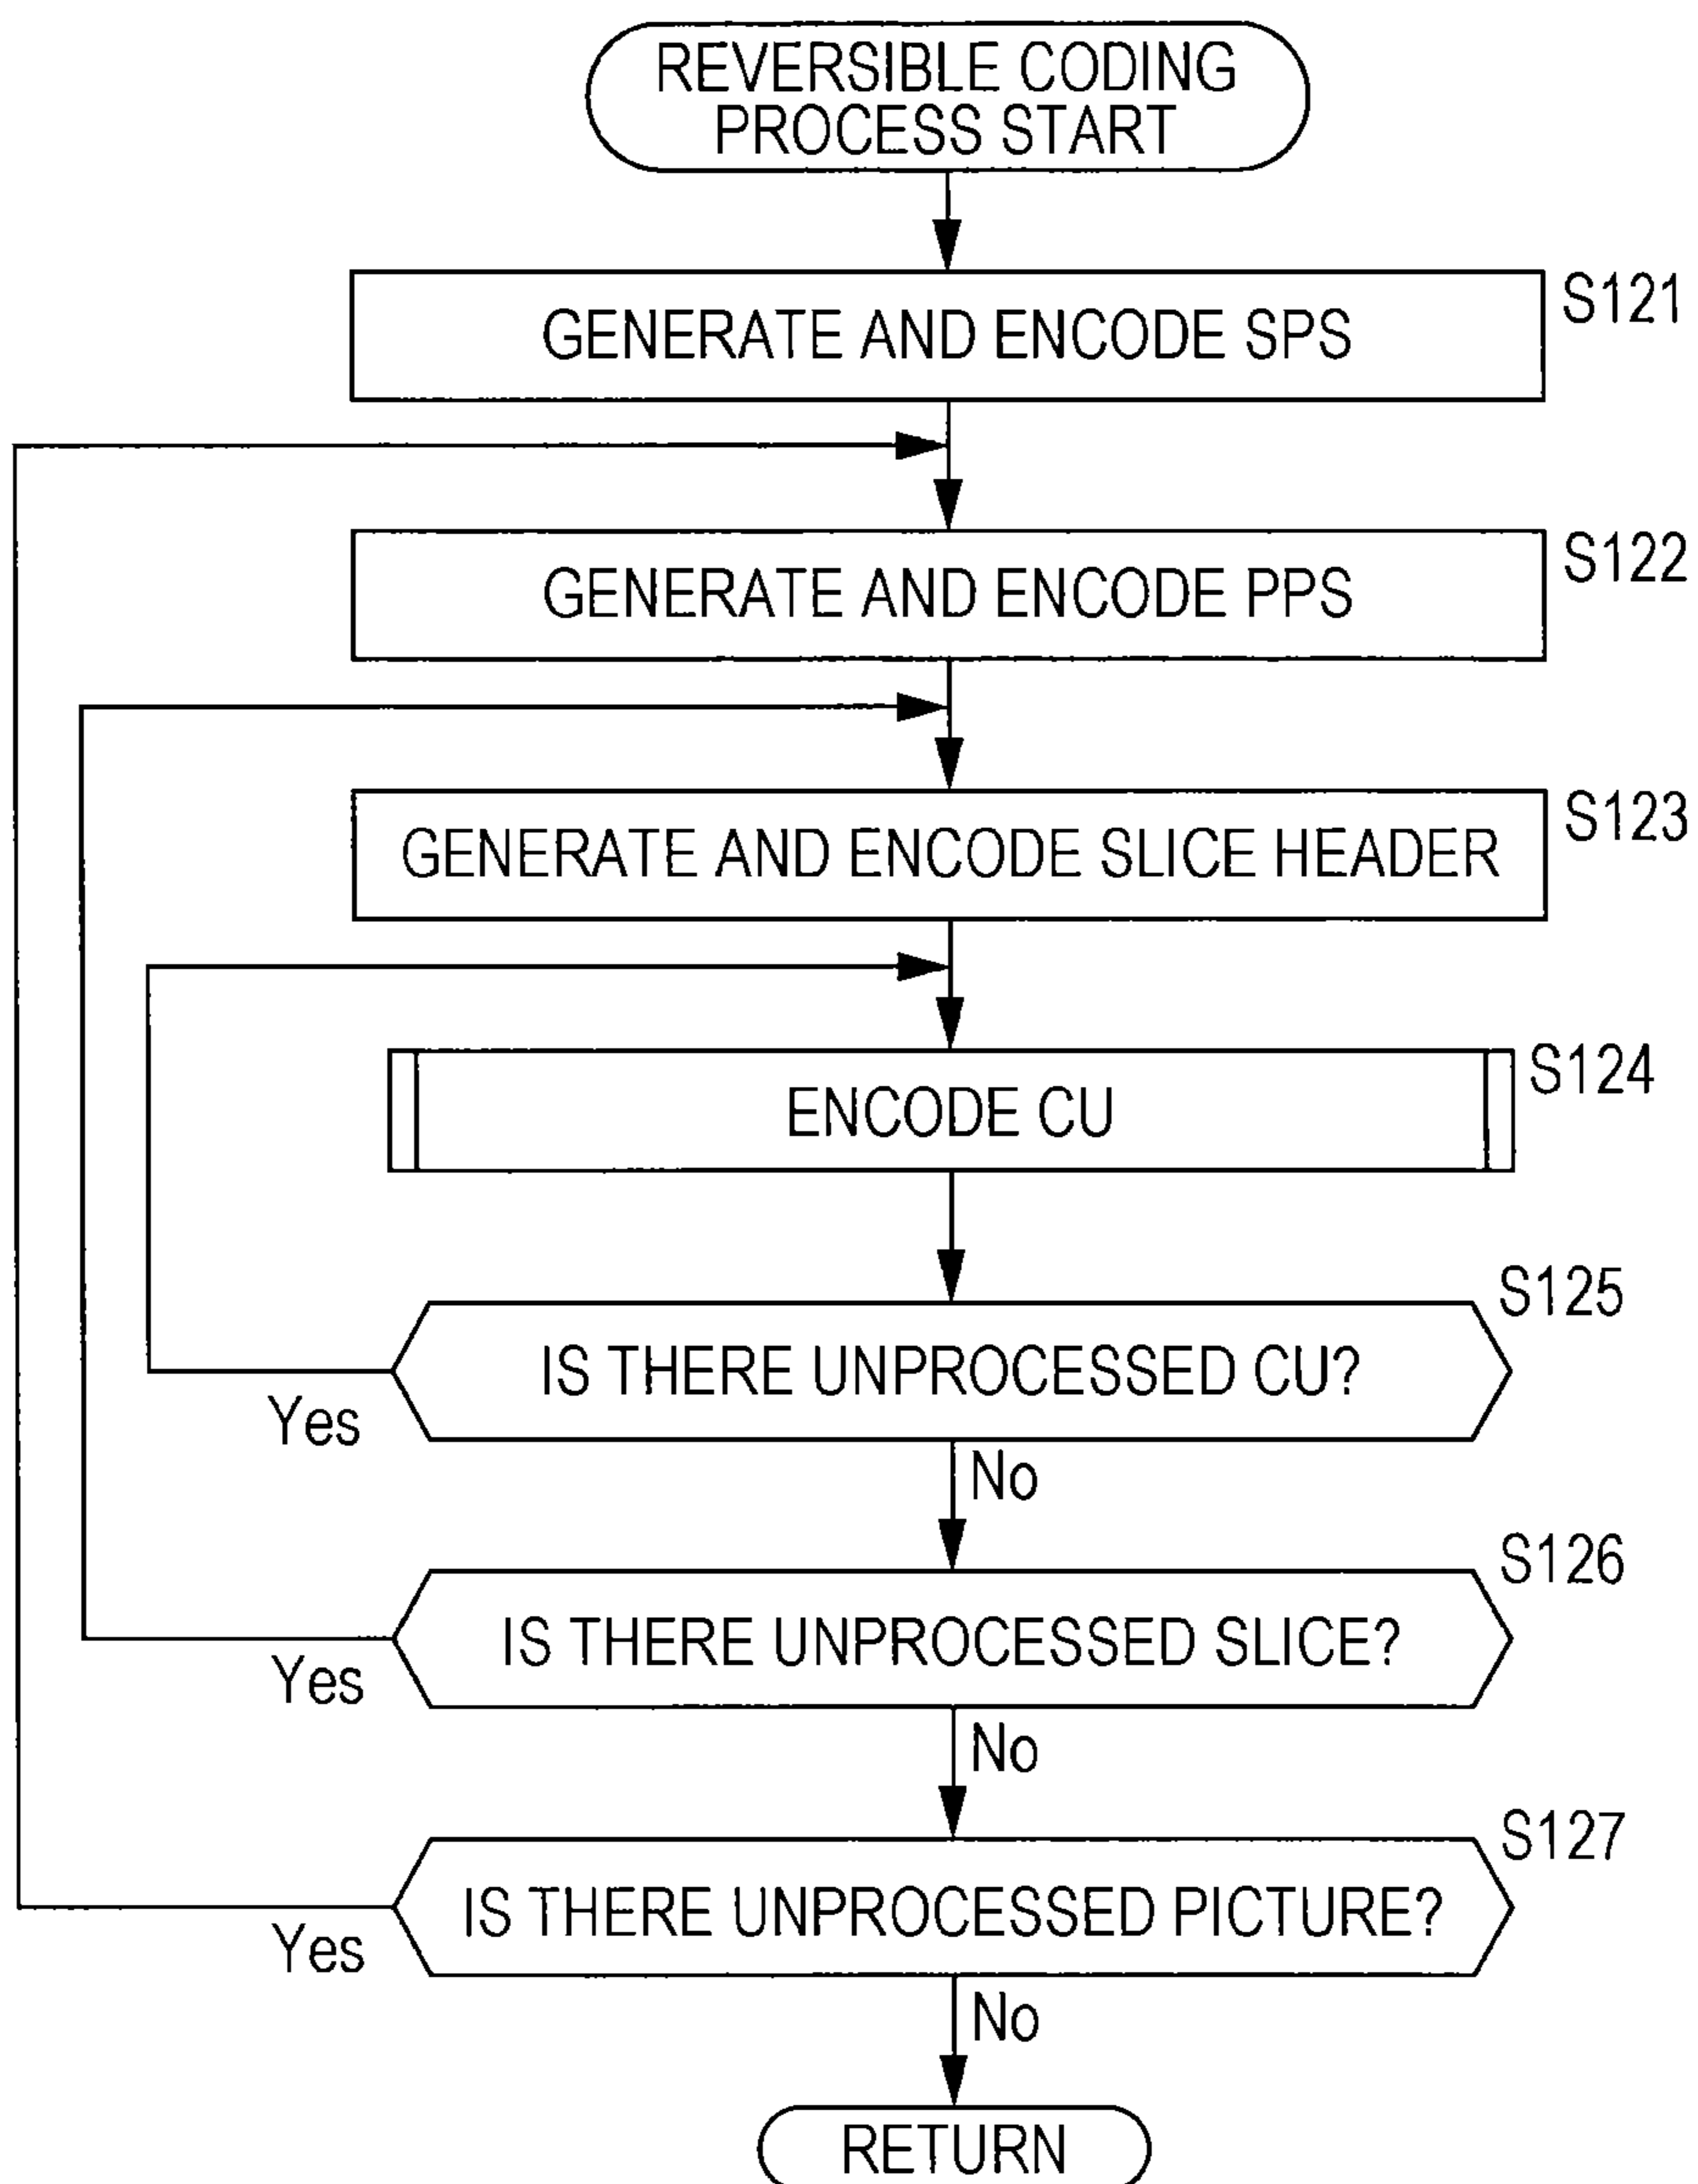 REVERSIBLE CODING
PROCESS START
S121
GENERATE AND ENCODE SPS
S122
GENERATE AND ENCODE PPS
S123
GENERATE AND ENCODE SLICE HEADER
S124
ENCODE CU
S125
IS THERE UNPROCESSED CU?
Yes
No
S126
IS THERE UNPROCESSED SLICE?
Yes
No
S127
IS THERE UNPROCESSED PICTURE?
Yes
No
RETURN